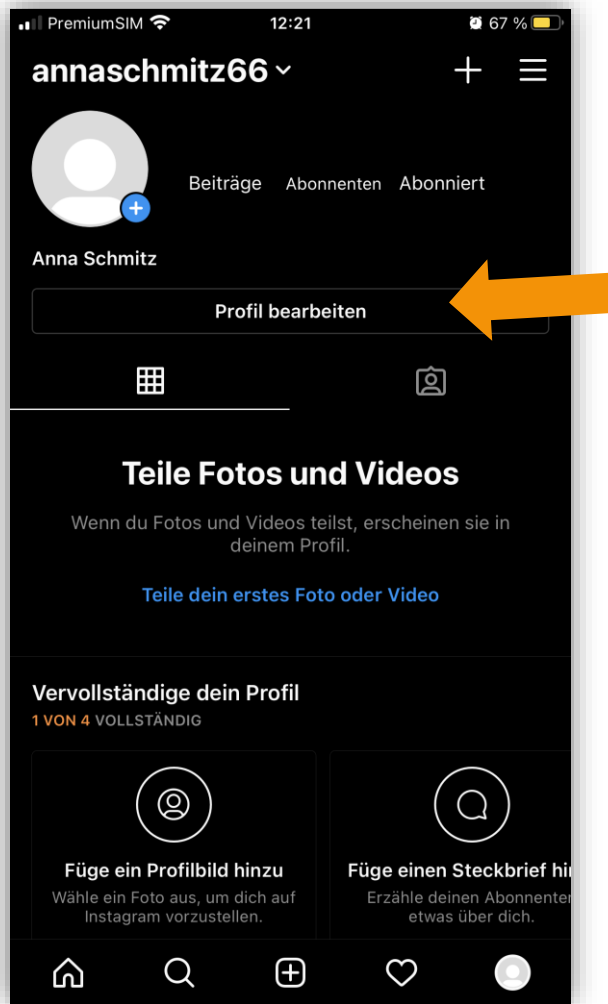 PremiumSIM 12:21 67 %
annaschmitz66
Beiträge Abonnenten Abonniert
Anna Schmitz
Profil bearbeiten
Teile Fotos und Videos
Wenn du Fotos und Videos teilst, erscheinen sie in
deinem Profil.
Teile dein erstes Foto oder Video
Vervollständige dein Profil
1 VON 4 VOLLSTÄNDIG
Füge ein Profilbild hinzu
Wähle ein Foto aus, um dich auf
Instagram vorzustellen.
Füge einen Steckbrief hin
Erzähle deinen Abonnenten
etwas über dich.